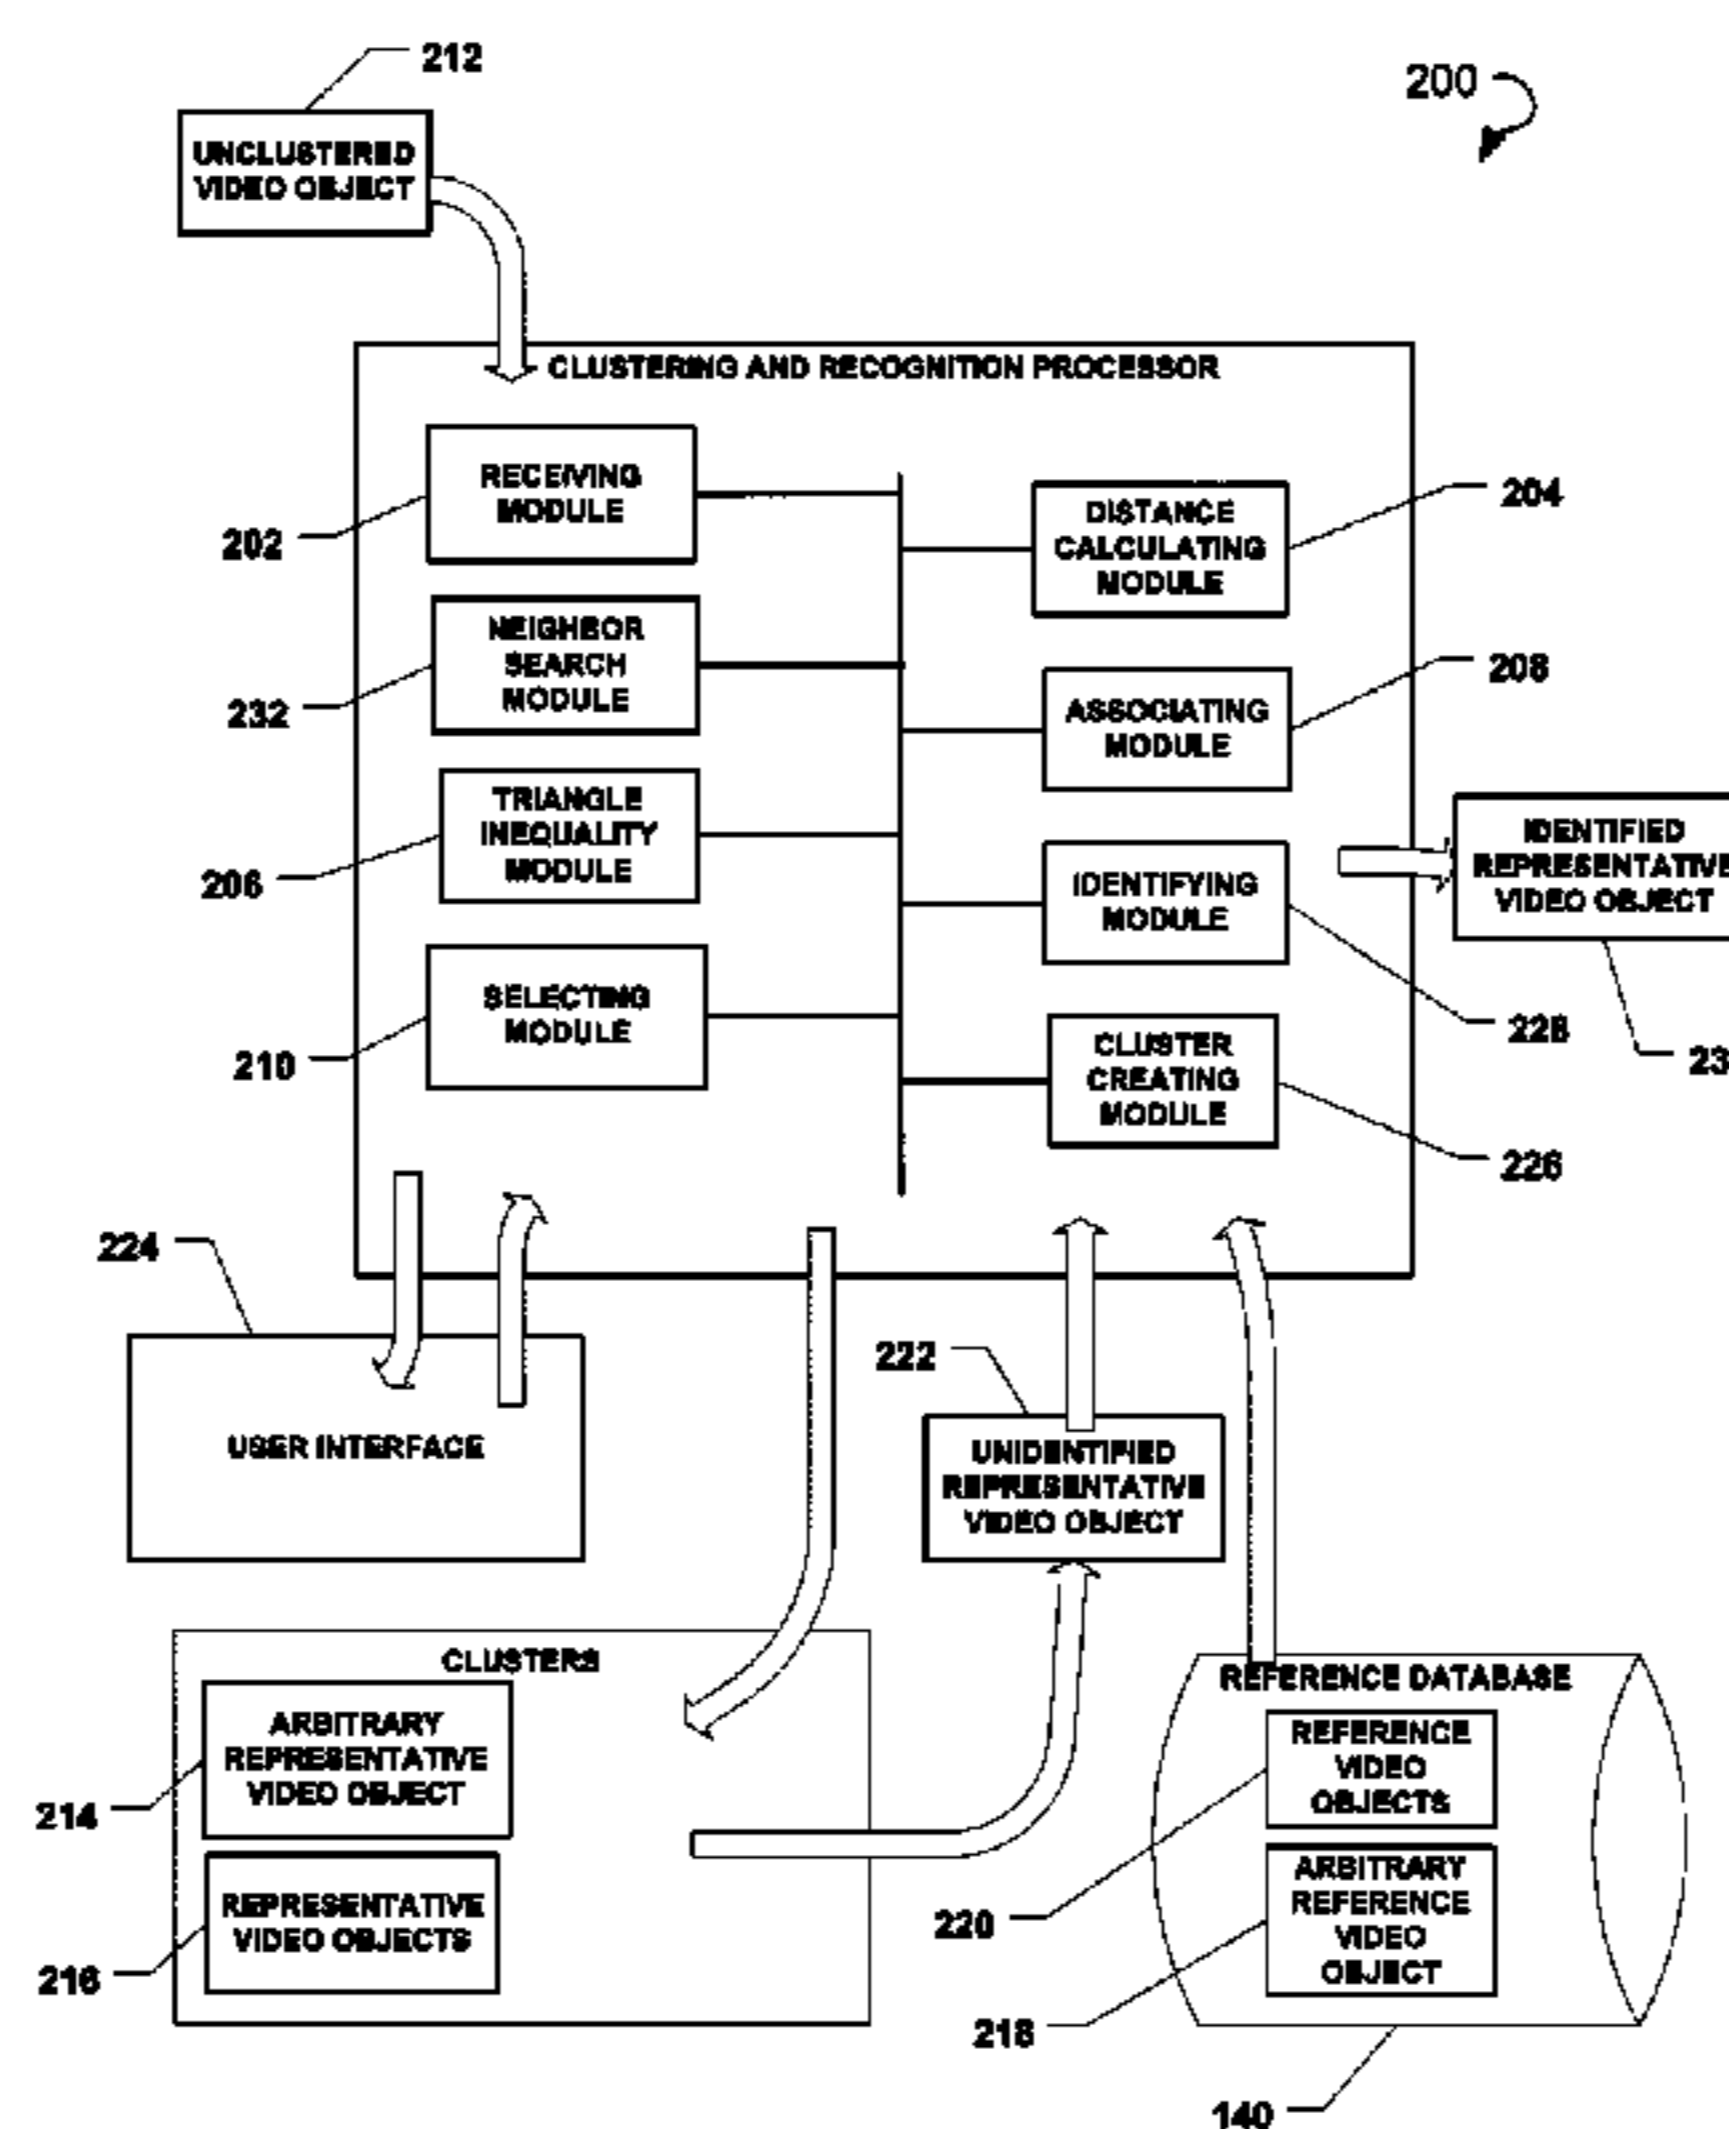 212
200
UNCLUSTERED
VIDEO OBJECT
CLUSTERING AND RECOGNITION PROCESSOR
RECEIVING
MODULE
202
DISTANCE
CALCULATING
MODULE
204
NEIGHBOR
SEARCH
MODULE
232
ASSOCIATING
MODULE
208
TRIANGLE
INEQUALITY
MODULE
206
IDENTIFYING
MODULE
228
IDENTIFIED
REPRESENTATIVE
VIDEO OBJECT
23
SELECTING
MODULE
210
CLUSTER
CREATING
MODULE
226
224
USER INTERFACE
222
UNIDENTIFIED
REPRESENTATIVE
VIDEO OBJECT
CLUSTERS
ARBITRARY
REPRESENTATIVE
VIDEO OBJECT
214
REPRESENTATIVE
VIDEO OBJECTS
216
REFERENCE DATABASE
REFERENCE
VIDEO
OBJECTS
220
ARBITRARY
REFERENCE
VIDEO
OBJECT
218
140